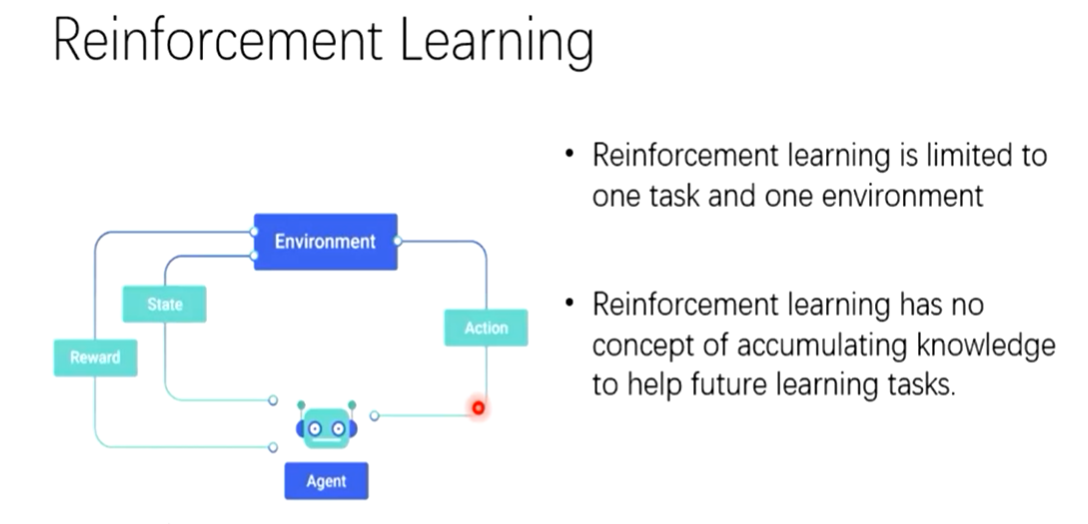 Reinforcement Learning
• Reinforcement learning is limited to
one task and one environment
• Reinforcement learning has no
concept of accumulating knowledge
to help future learning tasks.
Environment
State
Action
Reward
Agent